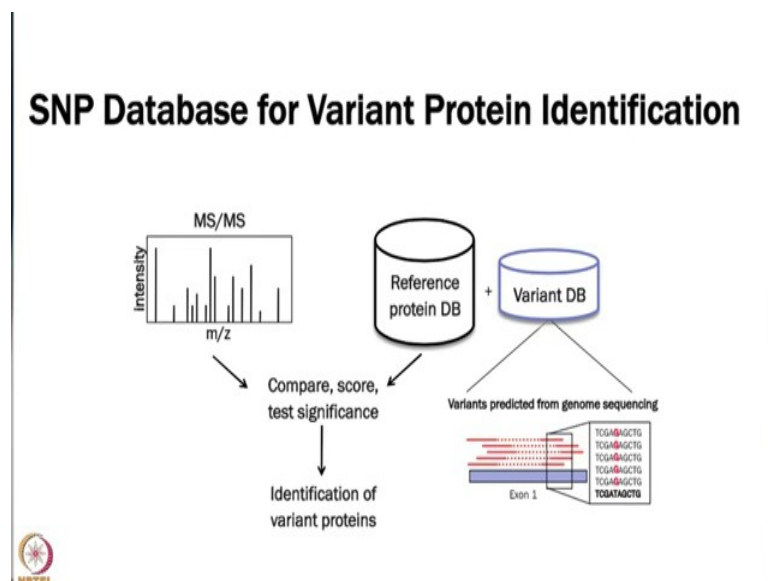 SNP Database for Variant Protein Identification
MS/MS
intensity
m/z
Reference
protein DB
+
Variant DB
Compare, score,
test significance
Identification of
variant proteins
Variants predicted from genome sequencing
TCGAGAGCTG
TCGAGAGCTG
TCGAGAGCTG
TCGAGAGCTG
TCGAGAGCTG
TCGATAGCTG
Exon 1
NPTEL